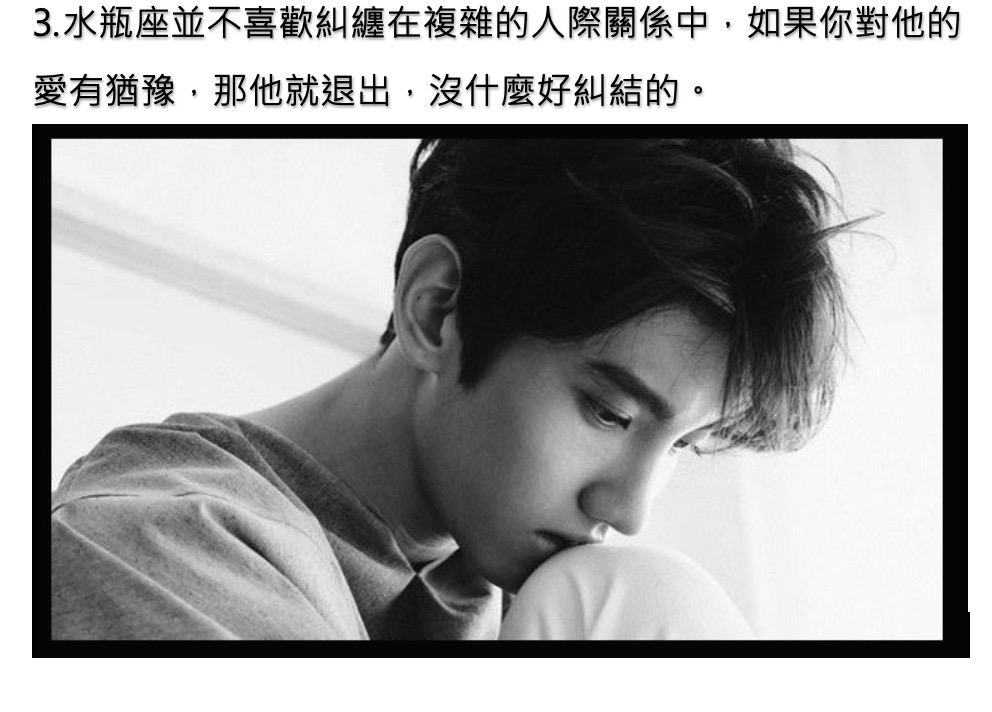 3.水瓶座並不喜歡糾纏在複雜的人際關係中，如果你對他的
愛有猶豫，那他就退出，沒什麼好糾結的。